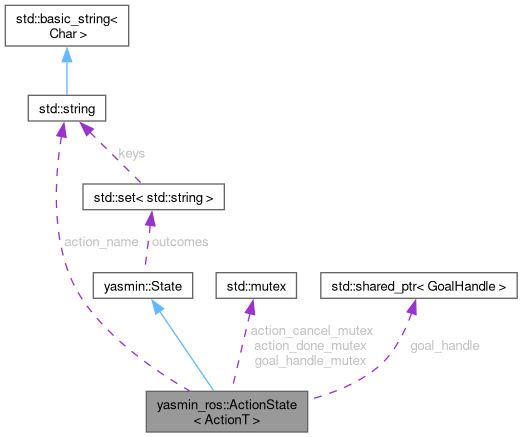 std::basic_string<
Char >
std::string
keys
std::set< std::string >
action_name
outcomes
yasmin::State
std::mutex
std::shared_ptr< GoalHandle >
action_cancel_mutex
action_done_mutex
goal_handle_mutex
goal_handle
yasmin_ros::ActionState
< ActionT >